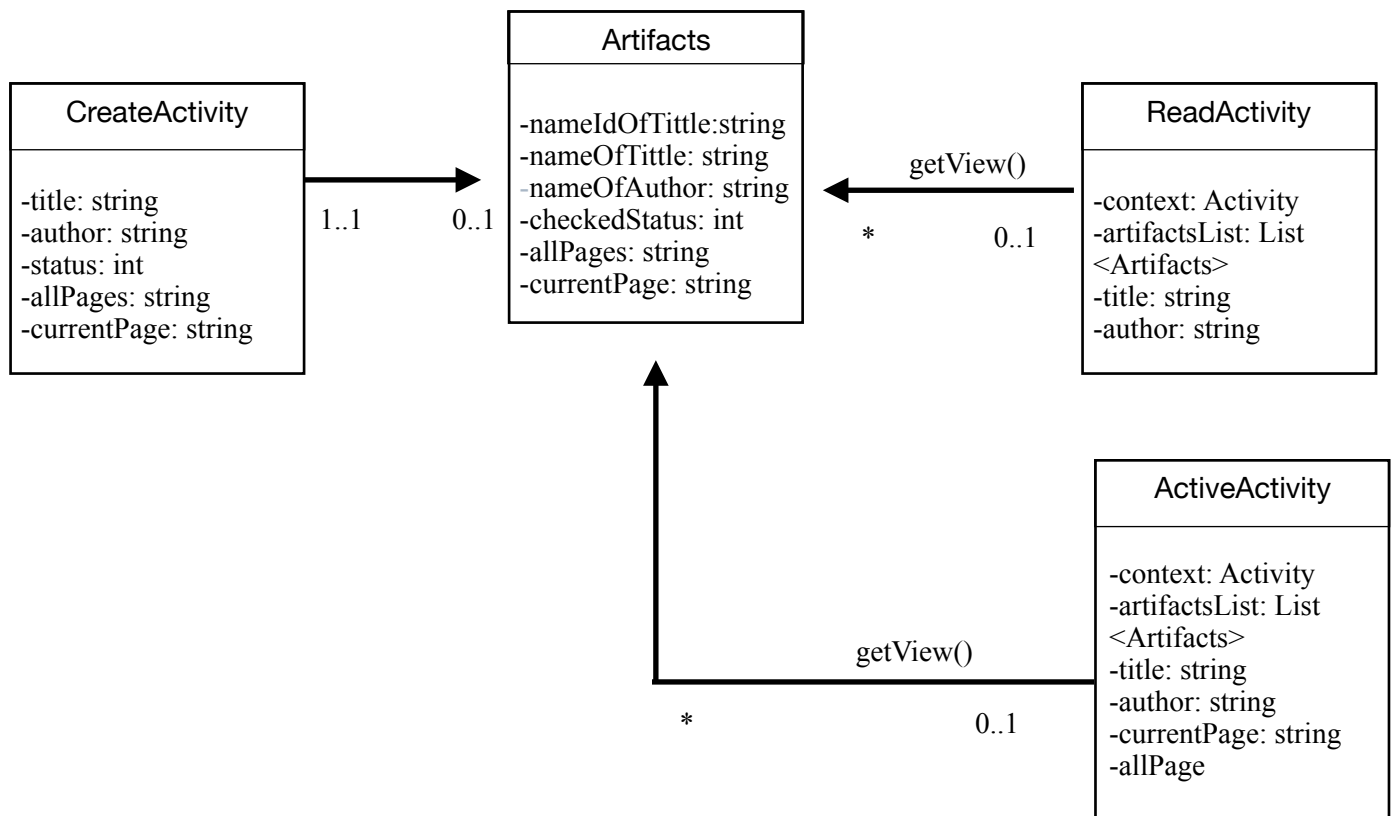 Artifacts
-nameIdOfTittle:string
-nameOfTittle: string
-nameOfAuthor: string
-checkedStatus: int
-allPages: string
-currentPage: string
CreateActivity
-title: string
-author: string
-status: int
-allPages: string
-currentPage: string
1..1
0..1
ReadActivity
-context: Activity
-artifactsList: List
<Artifacts>
-title: string
-author: string
getView()
*
0..1
ActiveActivity
-context: Activity
-artifactsList: List
<Artifacts>
-title: string
-author: string
-currentPage: string
-allPage
getView()
*
0..1